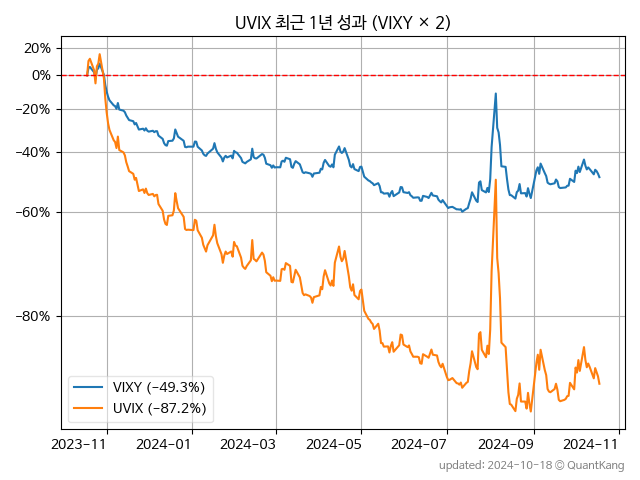 UVIX 최근 1년 성과 (VIXY × 2)
20%
0%
−20%
−40%
−60%
−80%
VIXY (−49.3%)
UVIX (−87.2%)
2023-11 2024-01 2024-03 2024-05 2024-07 2024-09 2024-11
updated: 2024-10-18 © QuantKang